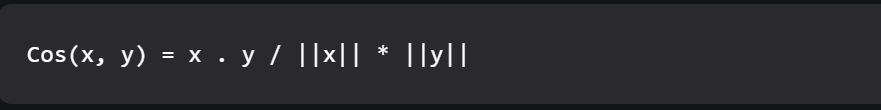 Cos(x, y) = x . y / ||x|| * ||y||